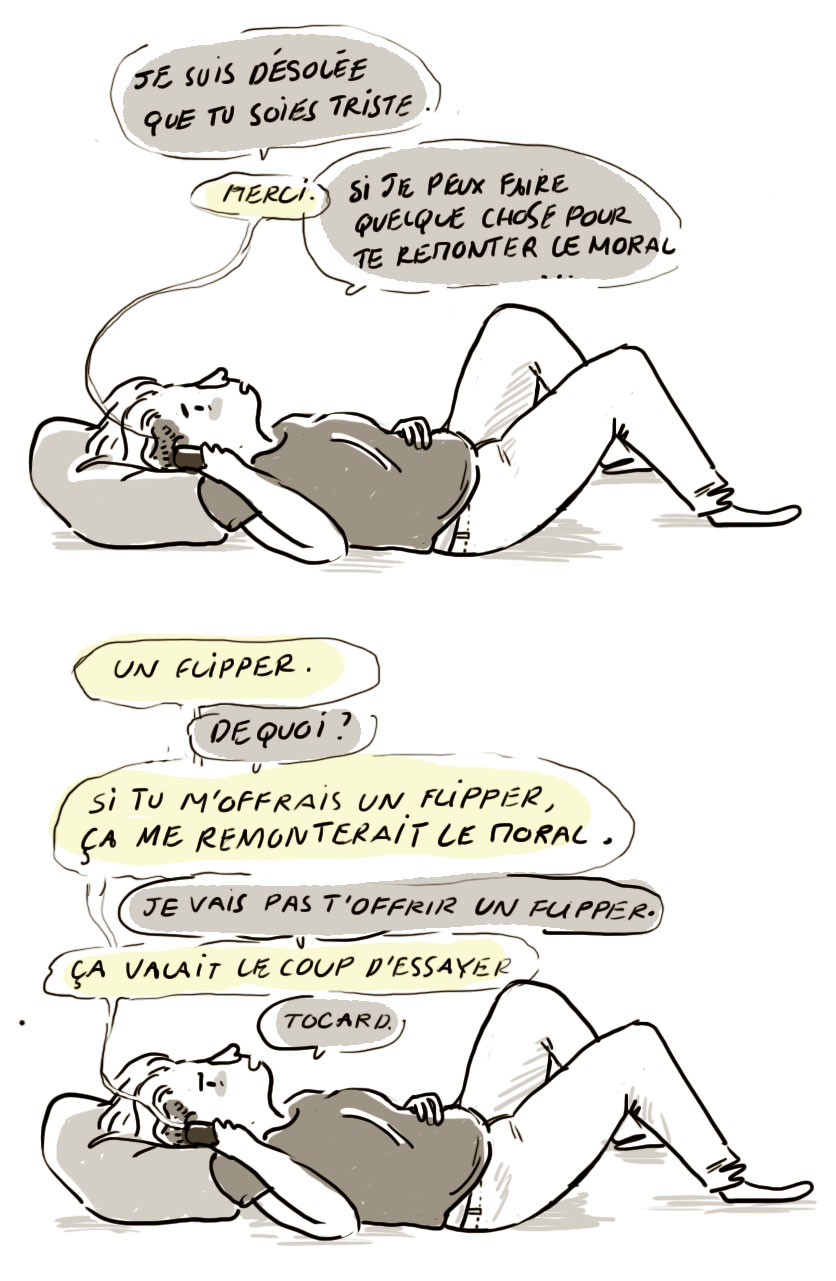 JE SUIS DÉSOLÉE
QUE TU SOIES TRISTE.
MERCI.
SI JE PEUX FAIRE
QUELQUE CHOSE POUR
TE REMONTER LE MORAL
...
UN FLIPPER.
DE QUOI ?
SI TU M'OFFRAIS UN FLIPPER,
ÇA ME REMONTERAIT LE MORAL.
JE VAIS PAS T'OFFRIR UN FLIPPER.
ÇA VALAIT LE COUP D'ESSAYER
TOCARD.